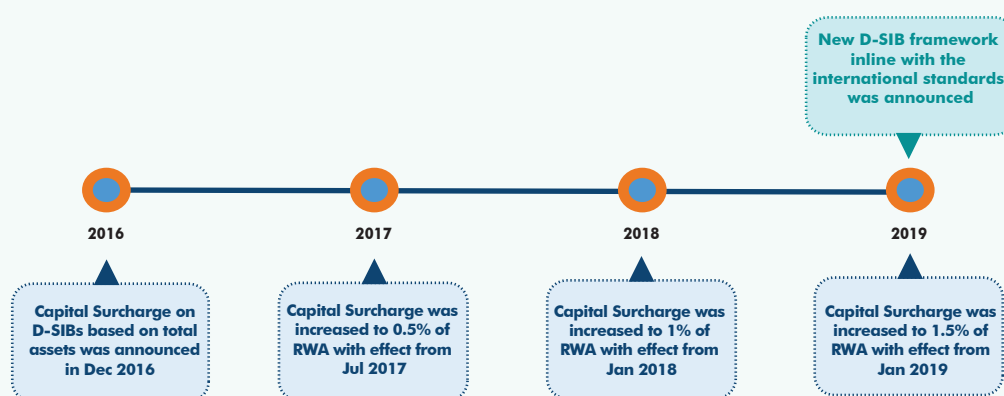 New D-SIB framework
inline with the
international standards
was announced
2016
2017
2018
2019
Capital Surcharge on
D-SIBs based on total
assets was announced
in Dec 2016
Capital Surcharge was
increased to 0.5% of
RWA with effect from
Jul 2017
Capital Surcharge was
increased to 1% of
RWA with effect from
Jan 2018
Capital Surcharge was
increased to 1.5% of
RWA with effect from
Jan 2019